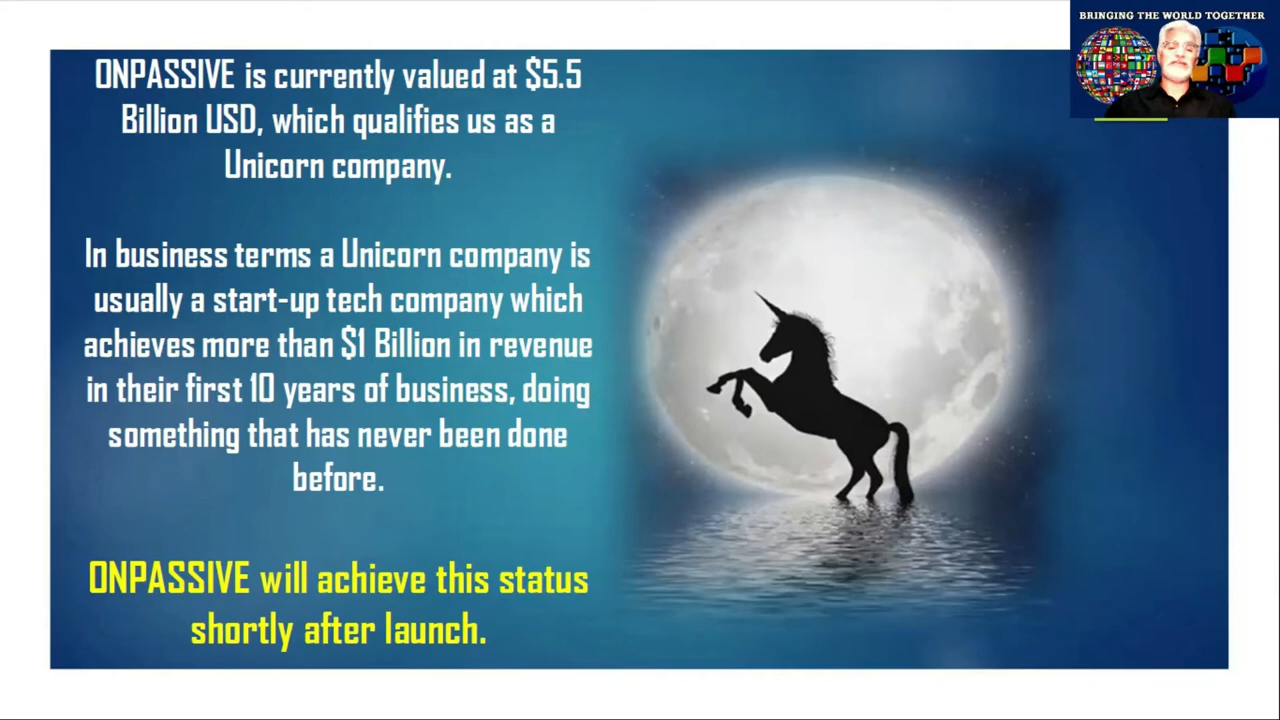 BRINGING THE WORLD TOGETHER
ONPASSIVE is currently valued at $5.5
Billion USD, which qualifies us as a
Unicorn company.
In business terms a Unicorn company is
usually a start-up tech company which
achieves more than $1 Billion in revenue
in their first 10 years of business, doing
something that has never been done
before.
ONPASSIVE will achieve this status
shortly after launch.